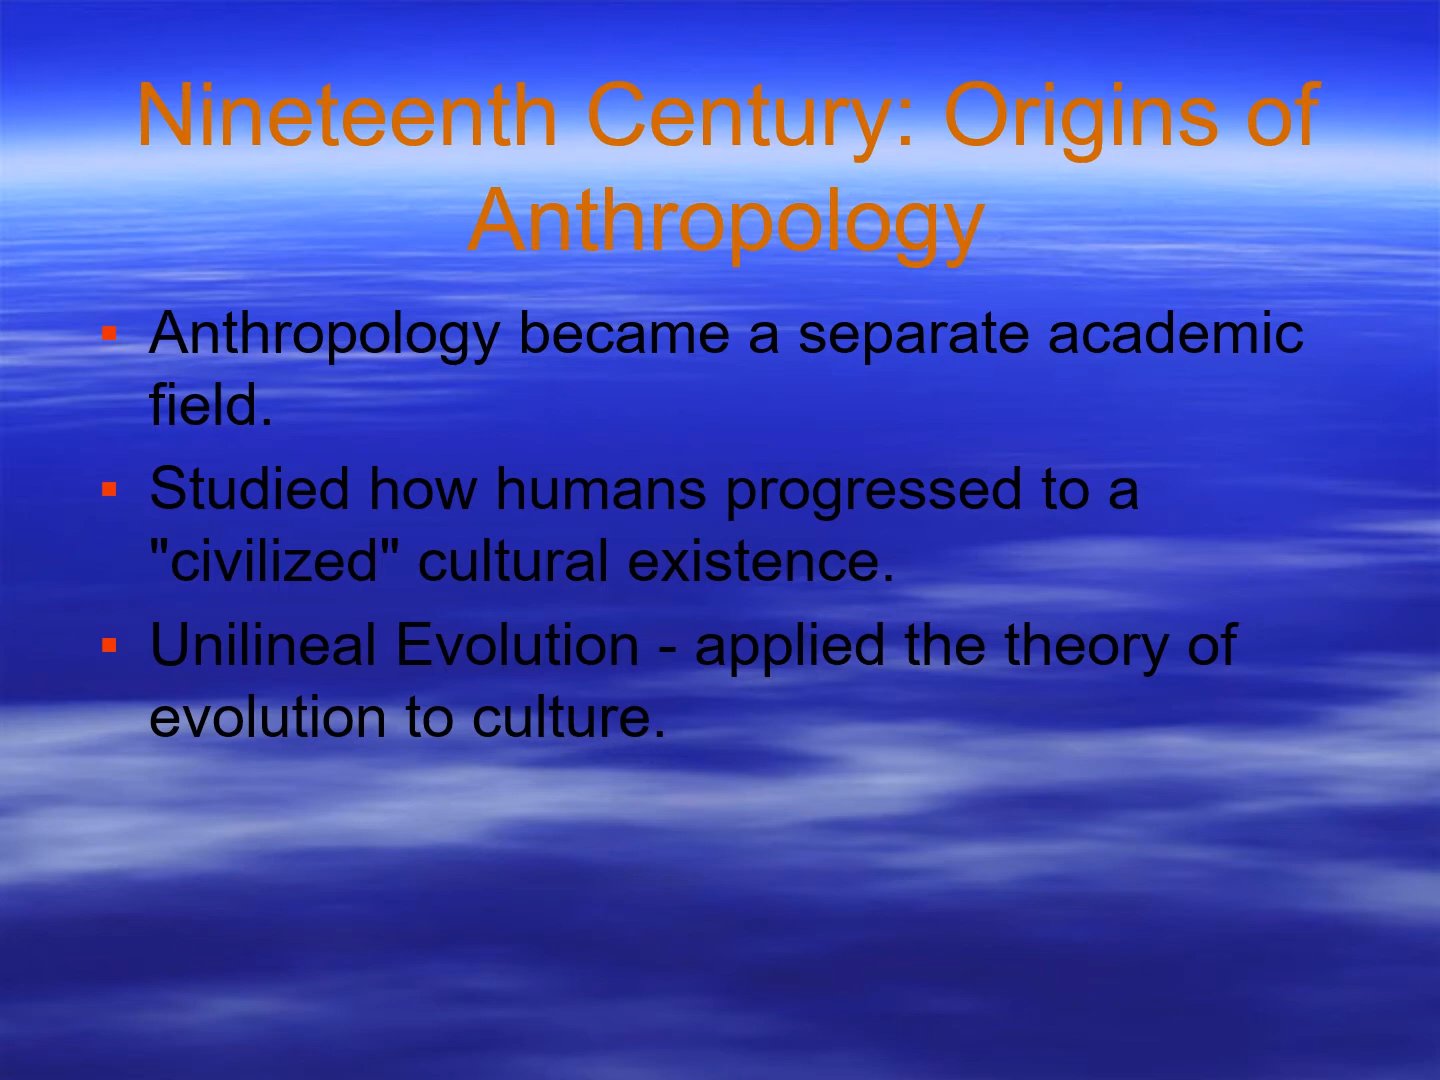 Nineteenth Century: Origins of
Anthropology
▪ Anthropology became a separate academic
field.
▪ Studied how humans progressed to a
"civilized" cultural existence.
▪ Unilineal Evolution - applied the theory of
evolution to culture.